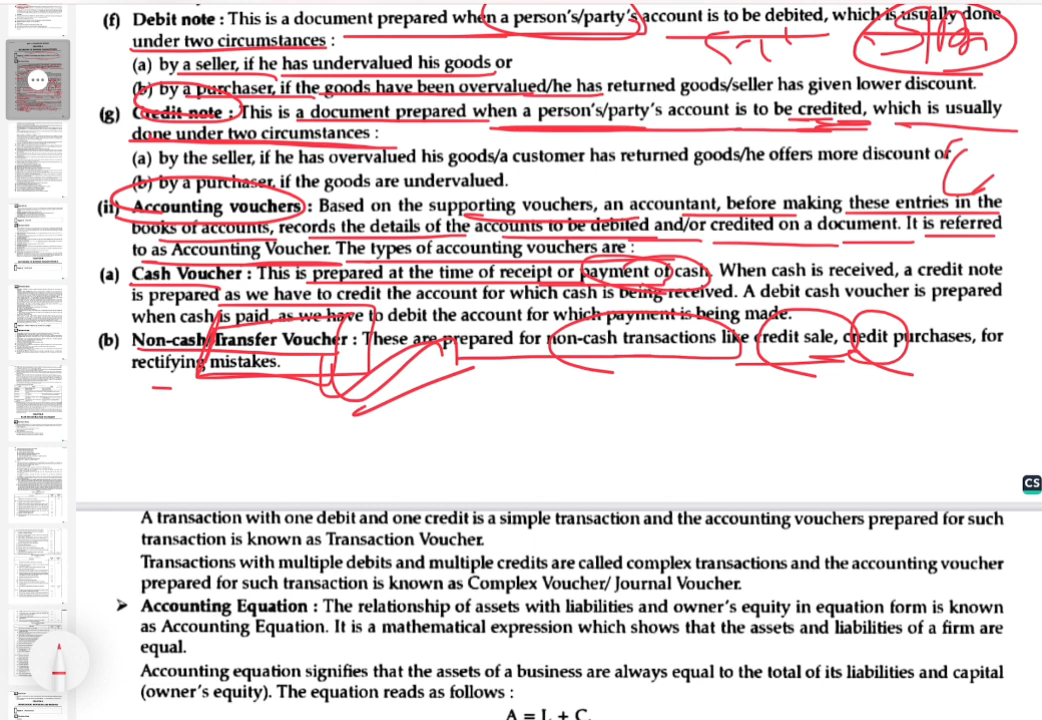 (f) Debit note : This is a document prepared when a person's/party's account is to be debited, which is usually done
under two circumstances :
(a) by a seller, if he has undervalued his goods or
(b) by a purchaser, if the goods have been overvalued/he has returned goods/seller has given lower discount.
(g) Credit note : This is a document prepared when a person's/party's account is to be credited, which is usually
done under two circumstances :
(a) by the seller, if he has overvalued his goods/a customer has returned goods/he offers more discount or
(b) by a purchaser, if the goods are undervalued.
(ii) Accounting vouchers : Based on the supporting vouchers, an accountant, before making these entries in the
books of accounts, records the details of the accounts to be debited and/or credited on a document. It is referred
to as Accounting Voucher. The types of accounting vouchers are :
(a) Cash Voucher : This is prepared at the time of receipt or payment of cash. When cash is received, a credit note
is prepared as we have to credit the account for which cash is being received. A debit cash voucher is prepared
when cash is paid, as we have to debit the account for which payment is being made.
(b) Non-cash/Transfer Voucher : These are prepared for non-cash transactions like credit sale, credit purchases, for
rectifying mistakes.
CS
A transaction with one debit and one credit is a simple transaction and the accounting vouchers prepared for such
transaction is known as Transaction Voucher.
Transactions with multiple debits and multiple credits are called complex transactions and the accounting voucher
prepared for such transaction is known as Complex Voucher/ Journal Voucher.
➤ Accounting Equation : The relationship of assets with liabilities and owner's equity in equation form is known
as Accounting Equation. It is a mathematical expression which shows that the assets and liabilities of a firm are
equal.
Accounting equation signifies that the assets of a business are always equal to the total of its liabilities and capital
(owner's equity). The equation reads as follows :
A = L + C